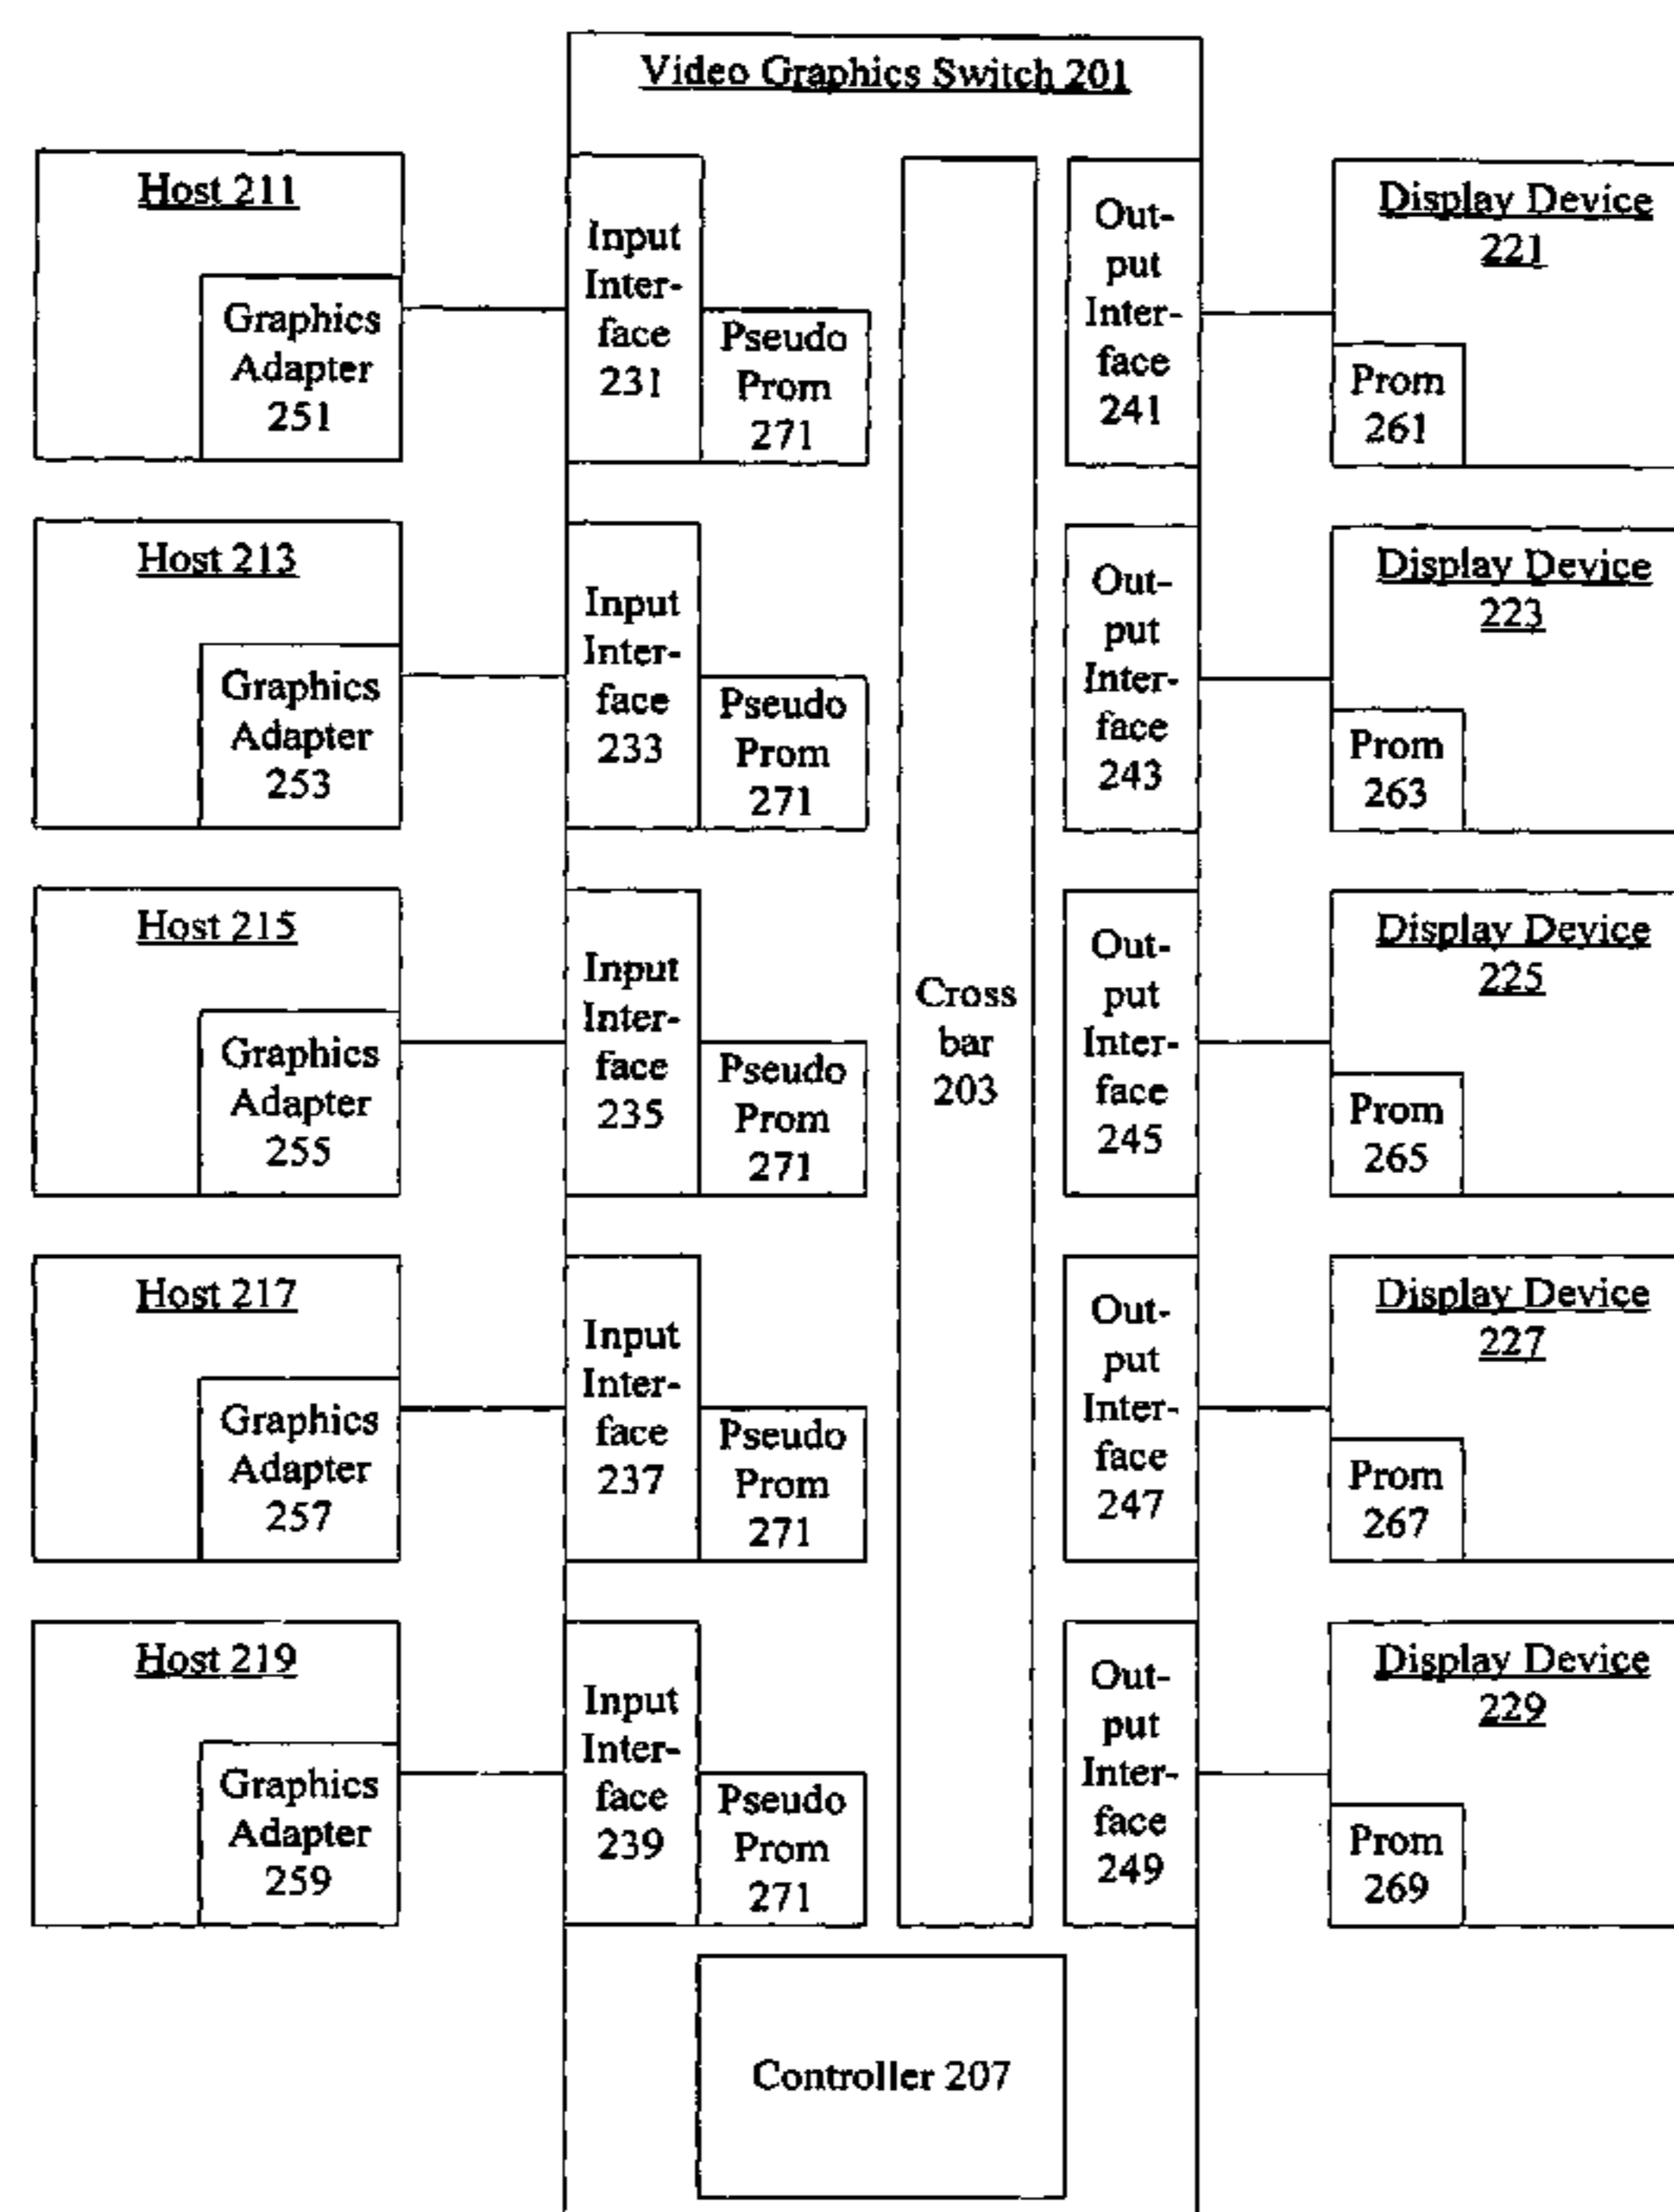 Video Graphics Switch 201
Host 211
Graphics
Adapter
251
Input
Inter-
face
231
Pseudo
Prom
271
Out-
put
Inter-
face
241
Display Device
221
Prom
261
Host 213
Graphics
Adapter
253
Input
Inter-
face
233
Pseudo
Prom
271
Out-
put
Inter-
face
243
Display Device
223
Prom
263
Host 215
Graphics
Adapter
255
Input
Inter-
face
235
Pseudo
Prom
271
Cross
bar
203
Out-
put
Inter-
face
245
Display Device
225
Prom
265
Host 217
Graphics
Adapter
257
Input
Inter-
face
237
Pseudo
Prom
271
Out-
put
Inter-
face
247
Display Device
227
Prom
267
Host 219
Graphics
Adapter
259
Input
Inter-
face
239
Pseudo
Prom
271
Out-
put
Inter-
face
249
Display Device
229
Prom
269
Controller 207